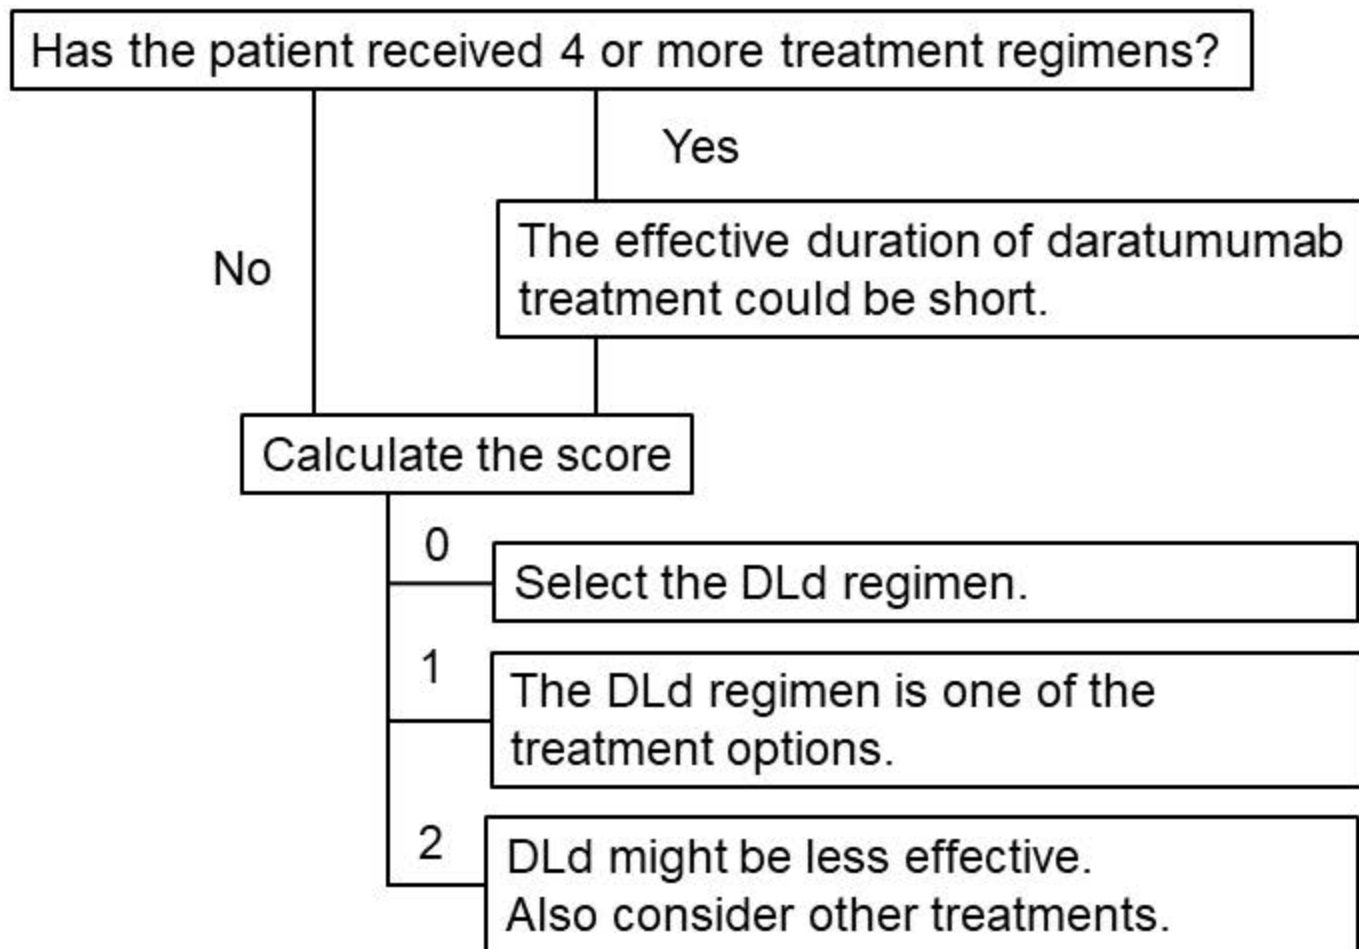 Has the patient received 4 or more treatment regimens?
Yes
The effective duration of daratumumab
treatment could be short.
No
Calculate the score
0
Select the DLd regimen.
1
The DLd regimen is one of the
treatment options.
2
DLd might be less effective.
Also consider other treatments.